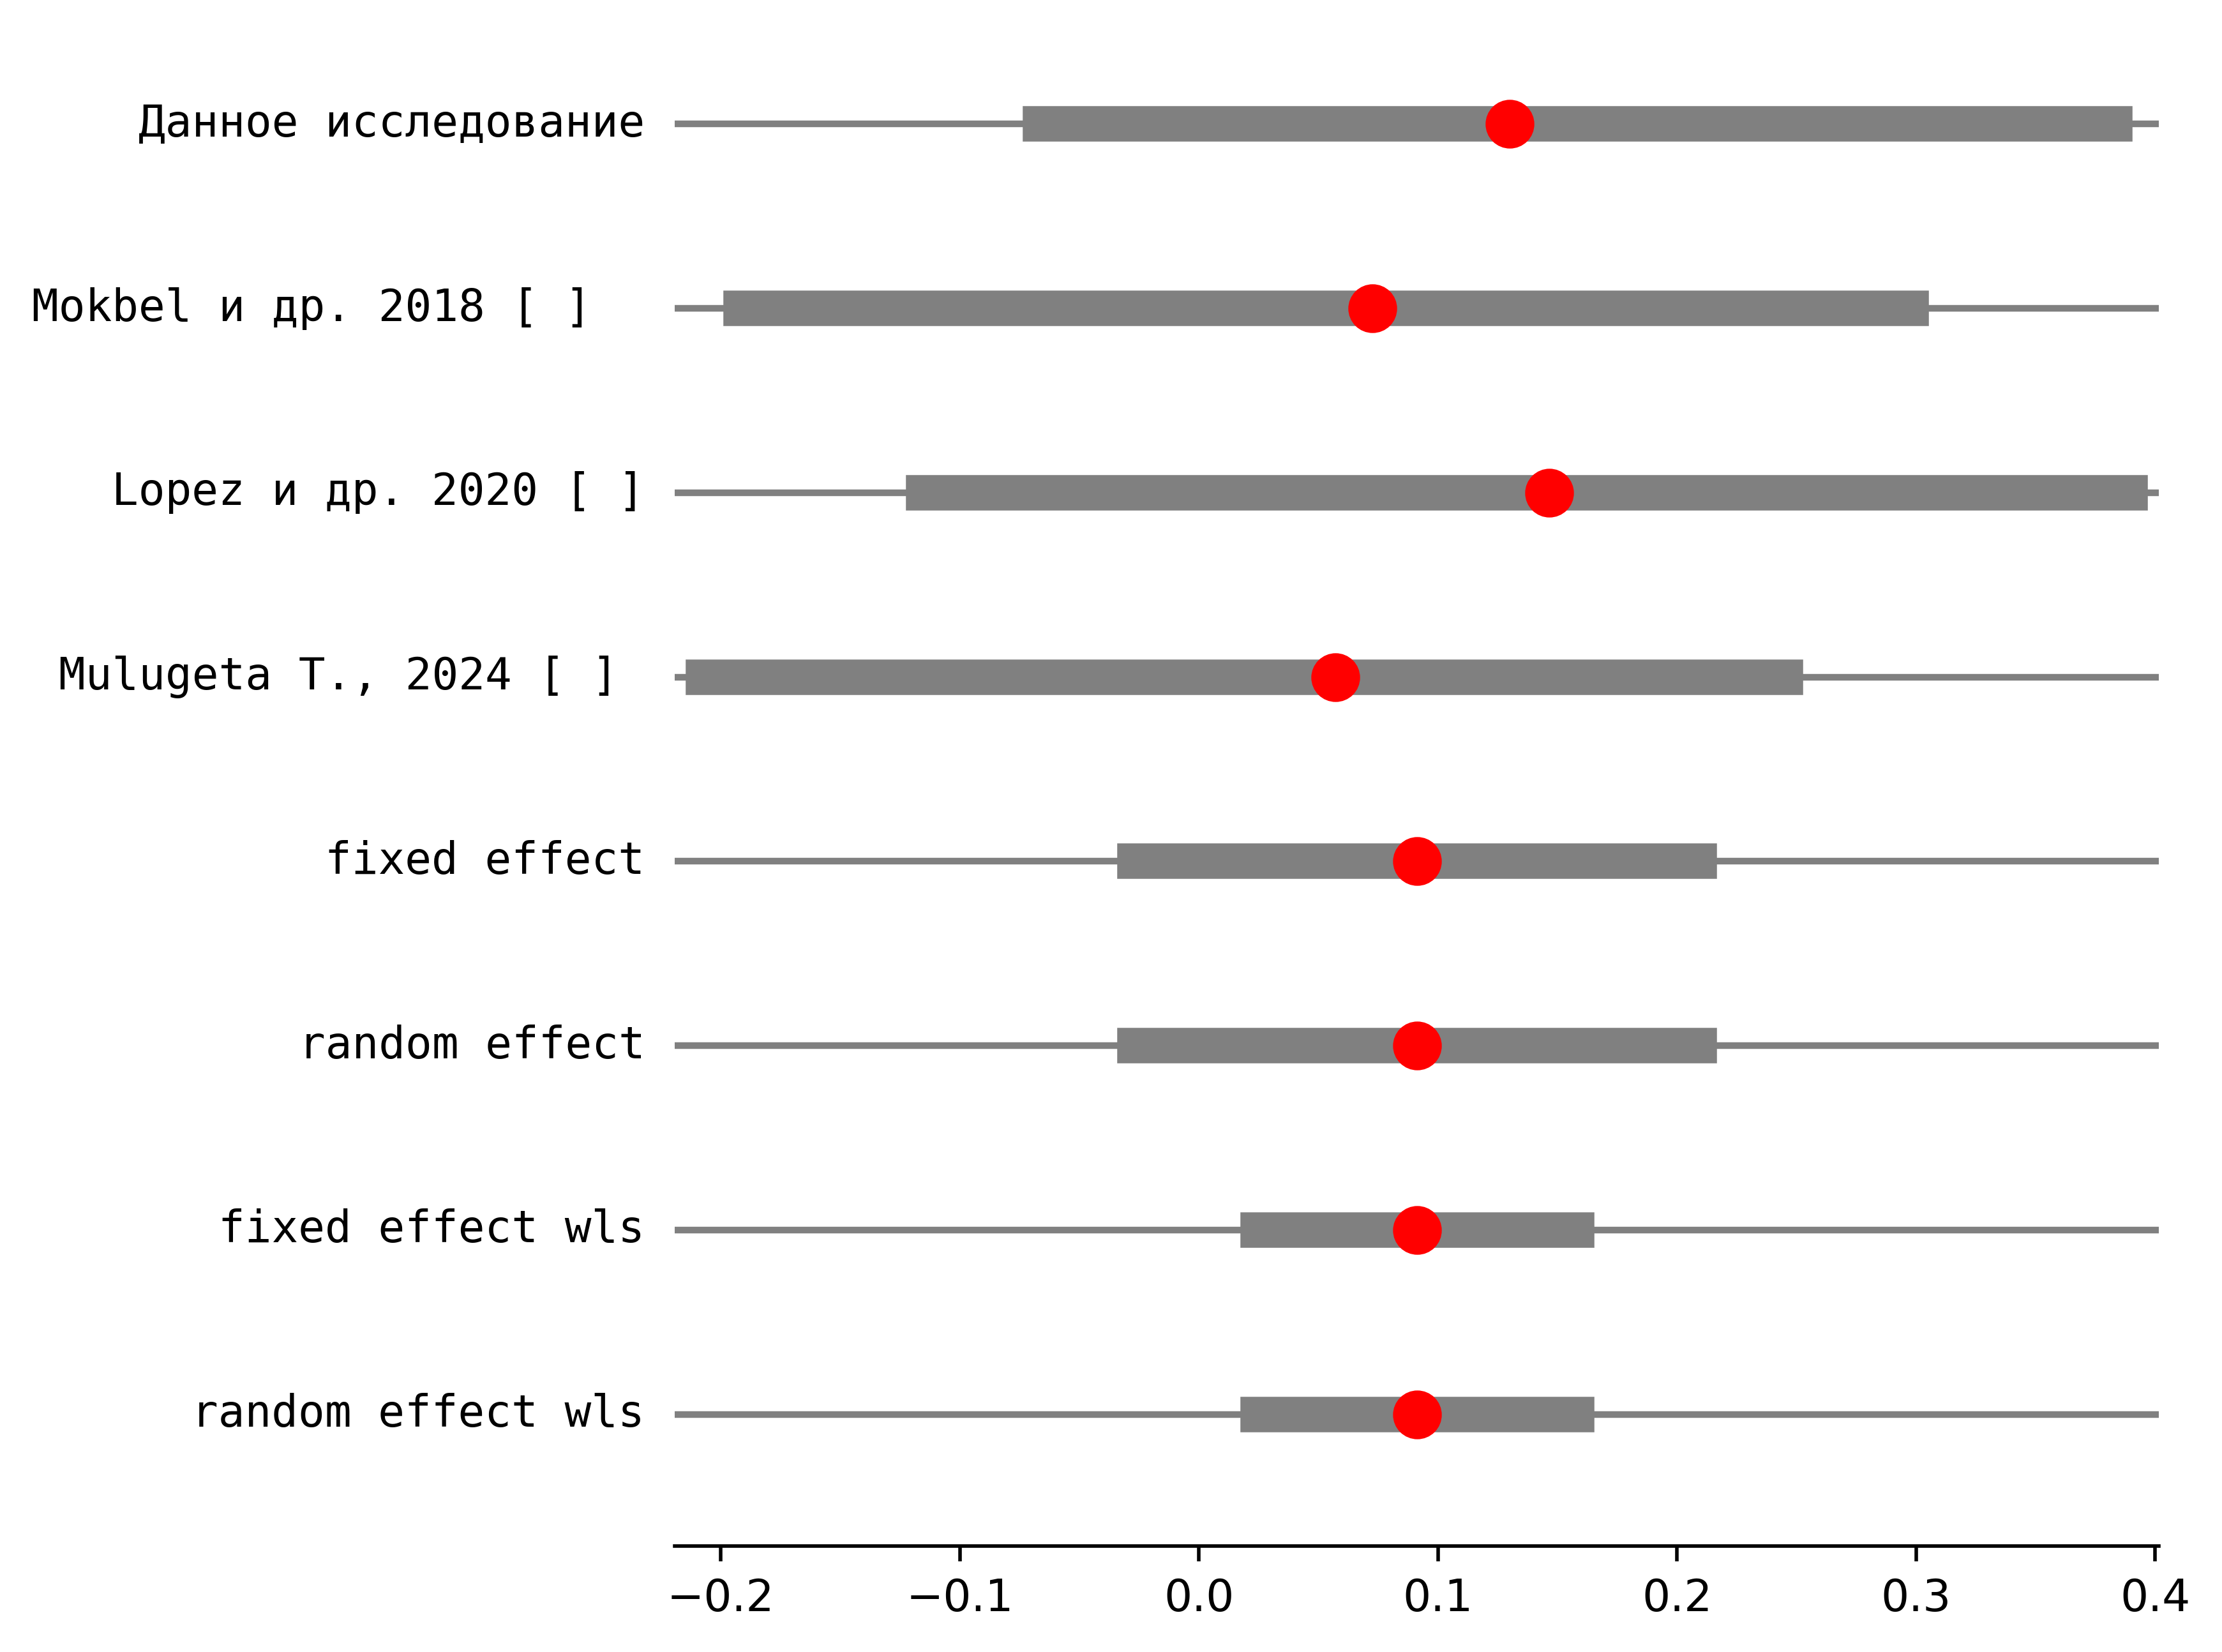 Данное исследование
Mokbel и др. 2018 [ ]
Lopez и др. 2020 [ ]
Mulugeta T., 2024 [ ]
fixed effect
random effect
fixed effect wls
random effect wls
−0.2 −0.1 0.0 0.1 0.2 0.3 0.4